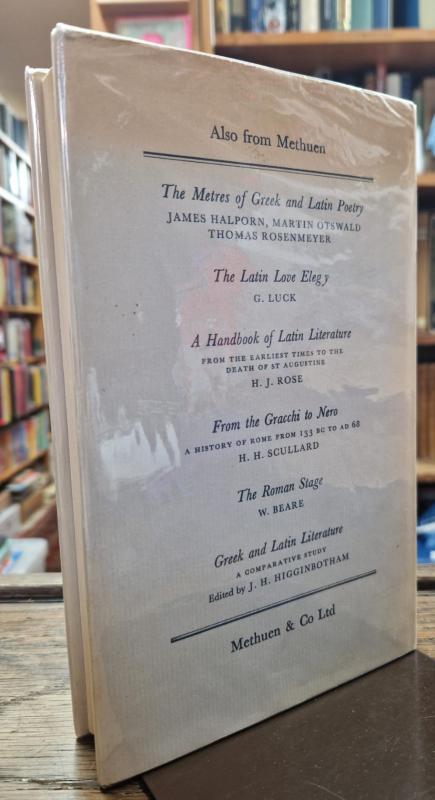 Also from Methuen
The Metres of Greek and Latin Poetry
JAMES HALPORN, MARTIN OTSWALD
THOMAS ROSENMEYER
The Latin Love Elegy
G. LUCK
A Handbook of Latin Literature
FROM THE EARLIEST TIMES TO THE
DEATH OF ST AUGUSTINE
H. J. ROSE
From the Gracchi to Nero
A HISTORY OF ROME FROM 133 BC TO AD 68
H. H. SCULLARD
The Roman Stage
W. BEARE
Greek and Latin Literature
A COMPARATIVE STUDY
Edited by J. H. HIGGINBOTHAM
Methuen & Co Ltd